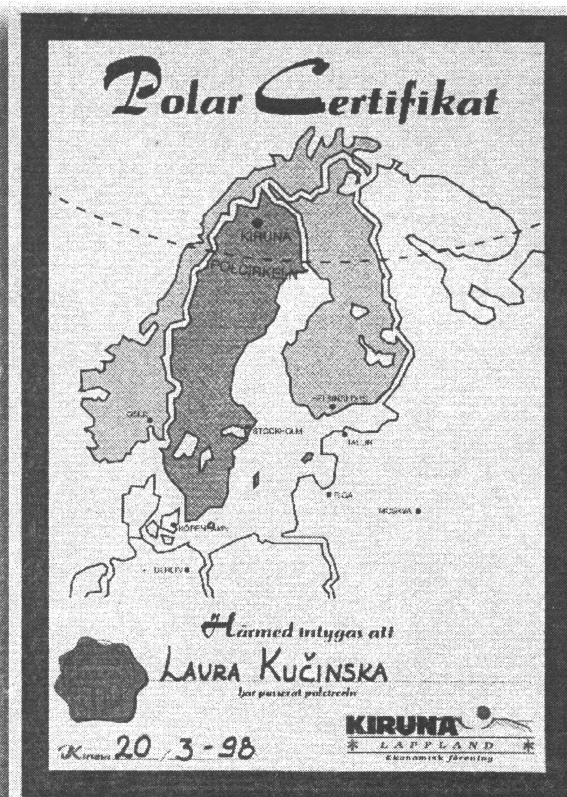 Polar Certifikat
KIRUNA
POLCIRKELN
HELSINGFORS
OSLO
STOCKHOLM
TALLIN
RIGA
MOSKVA
KÖPENHAMN
BERLIN
Härmed intygas att
LAURA KUČINSKA
har passerat polcirkeln
Kiruna 20 / 3 - 98
KIRUNA
LAPPLAND
Ekonomisk förening